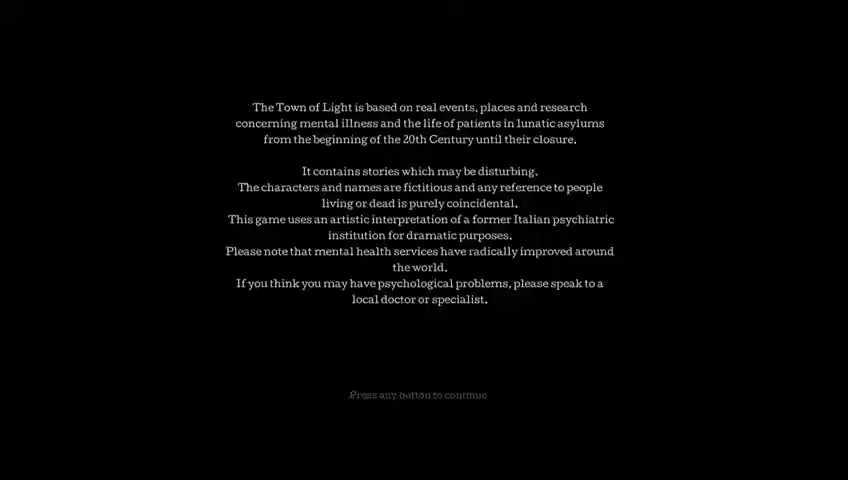 The Town of Light is based on real events, places and research
concerning mental illness and the life of patients in lunatic asylums
from the beginning of the 20th Century until their closure.
It contains stories which may be disturbing.
The characters and names are fictitious and any reference to people
living or dead is purely coincidental.
This game uses an artistic interpretation of a former Italian psychiatric
institution for dramatic purposes.
Please note that mental health services have radically improved around
the world.
If you think you may have psychological problems, please speak to a
local doctor or specialist.
Press any button to continue